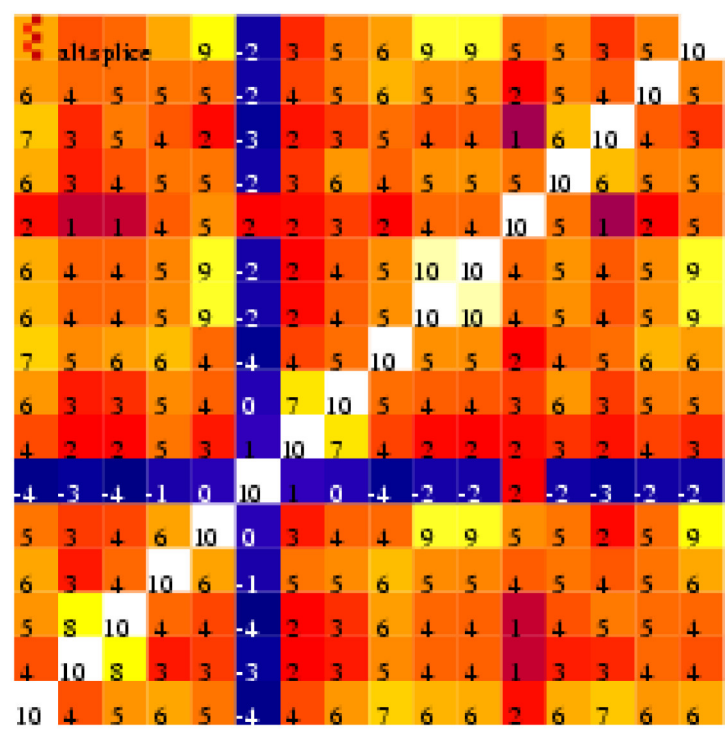 altsplice 9 -2 3 5 6 9 9 5 5 3 5 10
6 4 5 5 5 -2 4 5 6 5 5 2 5 4 10 5
7 3 5 4 2 -3 2 3 5 4 4 1 6 10 4 3
6 3 4 5 5 -2 3 6 4 5 5 5 10 6 5 5
2 1 1 4 5 2 2 3 2 4 4 10 5 1 2 5
6 4 4 5 9 -2 2 4 5 10 10 4 5 4 5 9
6 4 4 5 9 -2 2 4 5 10 10 4 5 4 5 9
7 5 6 6 4 -4 4 5 10 5 5 2 4 5 6 6
6 3 3 5 4 0 7 10 5 4 4 3 6 3 5 5
4 2 2 5 3 1 10 7 4 2 2 2 3 2 4 3
-4 -3 -4 -1 0 10 1 0 -4 -2 -2 2 -2 -3 -2 -2
5 3 4 6 10 0 3 4 4 9 9 5 5 2 5 9
6 3 4 10 6 -1 5 5 6 5 5 4 5 4 5 6
5 8 10 4 4 -4 2 3 6 4 4 1 4 5 5 4
4 10 8 3 3 -3 2 3 5 4 4 1 3 3 4 4
10 4 5 6 5 -4 4 6 7 6 6 2 6 7 6 6